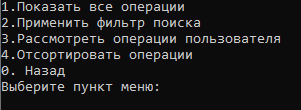 1.Показать все операции
2.Применить фильтр поиска
3.Рассмотреть операции пользователя
4.Отсортировать операции
0. Назад
Выберите пункт меню: